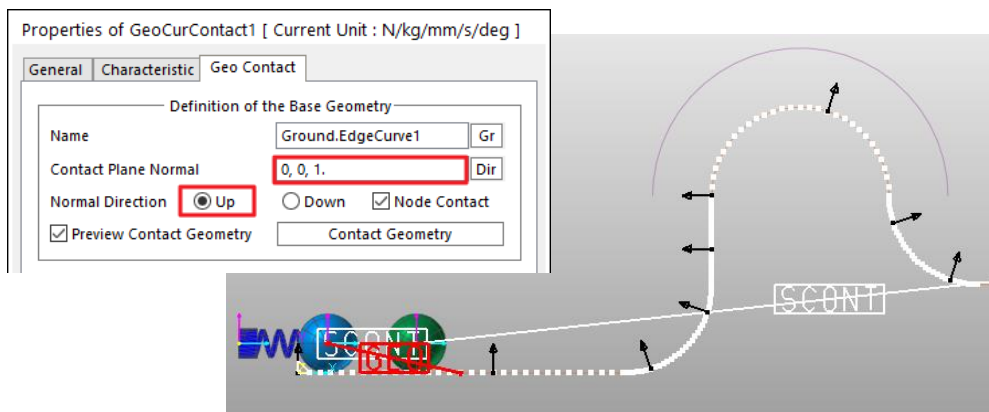 Properties of GeoCurContact1 [ Current Unit : N/kg/mm/s/deg ]
General Characteristic Geo Contact
Definition of the Base Geometry
Name Ground.EdgeCurve1 Gr
Contact Plane Normal 0, 0, 1. Dir
Normal Direction Up Down Node Contact
Preview Contact Geometry Contact Geometry
SCONT
SCONT